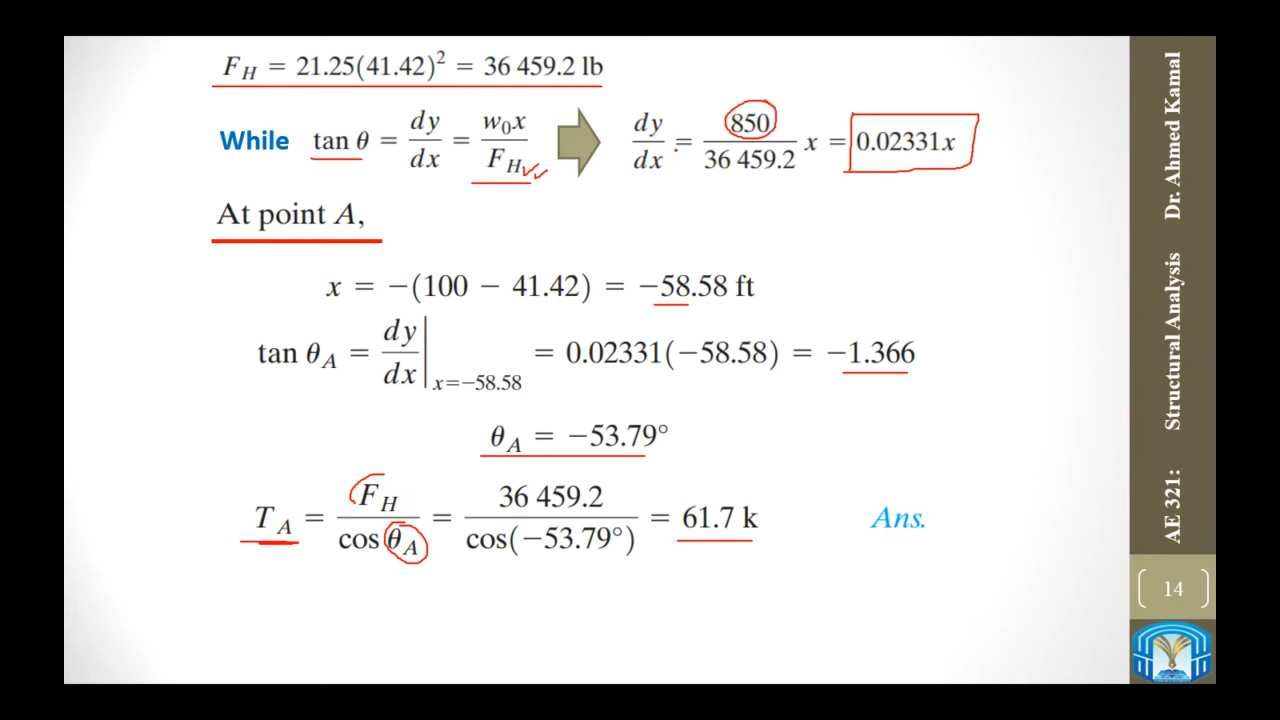 F_H = 21.25(41.42)² = 36 459.2 lb
While tan θ = dy/dx = w₀x/F_H dy/dx = 850/36 459.2 x = 0.02331x
At point A,
x = −(100 − 41.42) = −58.58 ft
tan θ_A = dy/dx|x=−58.58 = 0.02331(−58.58) = −1.366
θ_A = −53.79°
T_A = F_H/cos θ_A = 36 459.2/cos(−53.79°) = 61.7 k Ans.
AE 321: Structural Analysis Dr. Ahmed Kamal
14